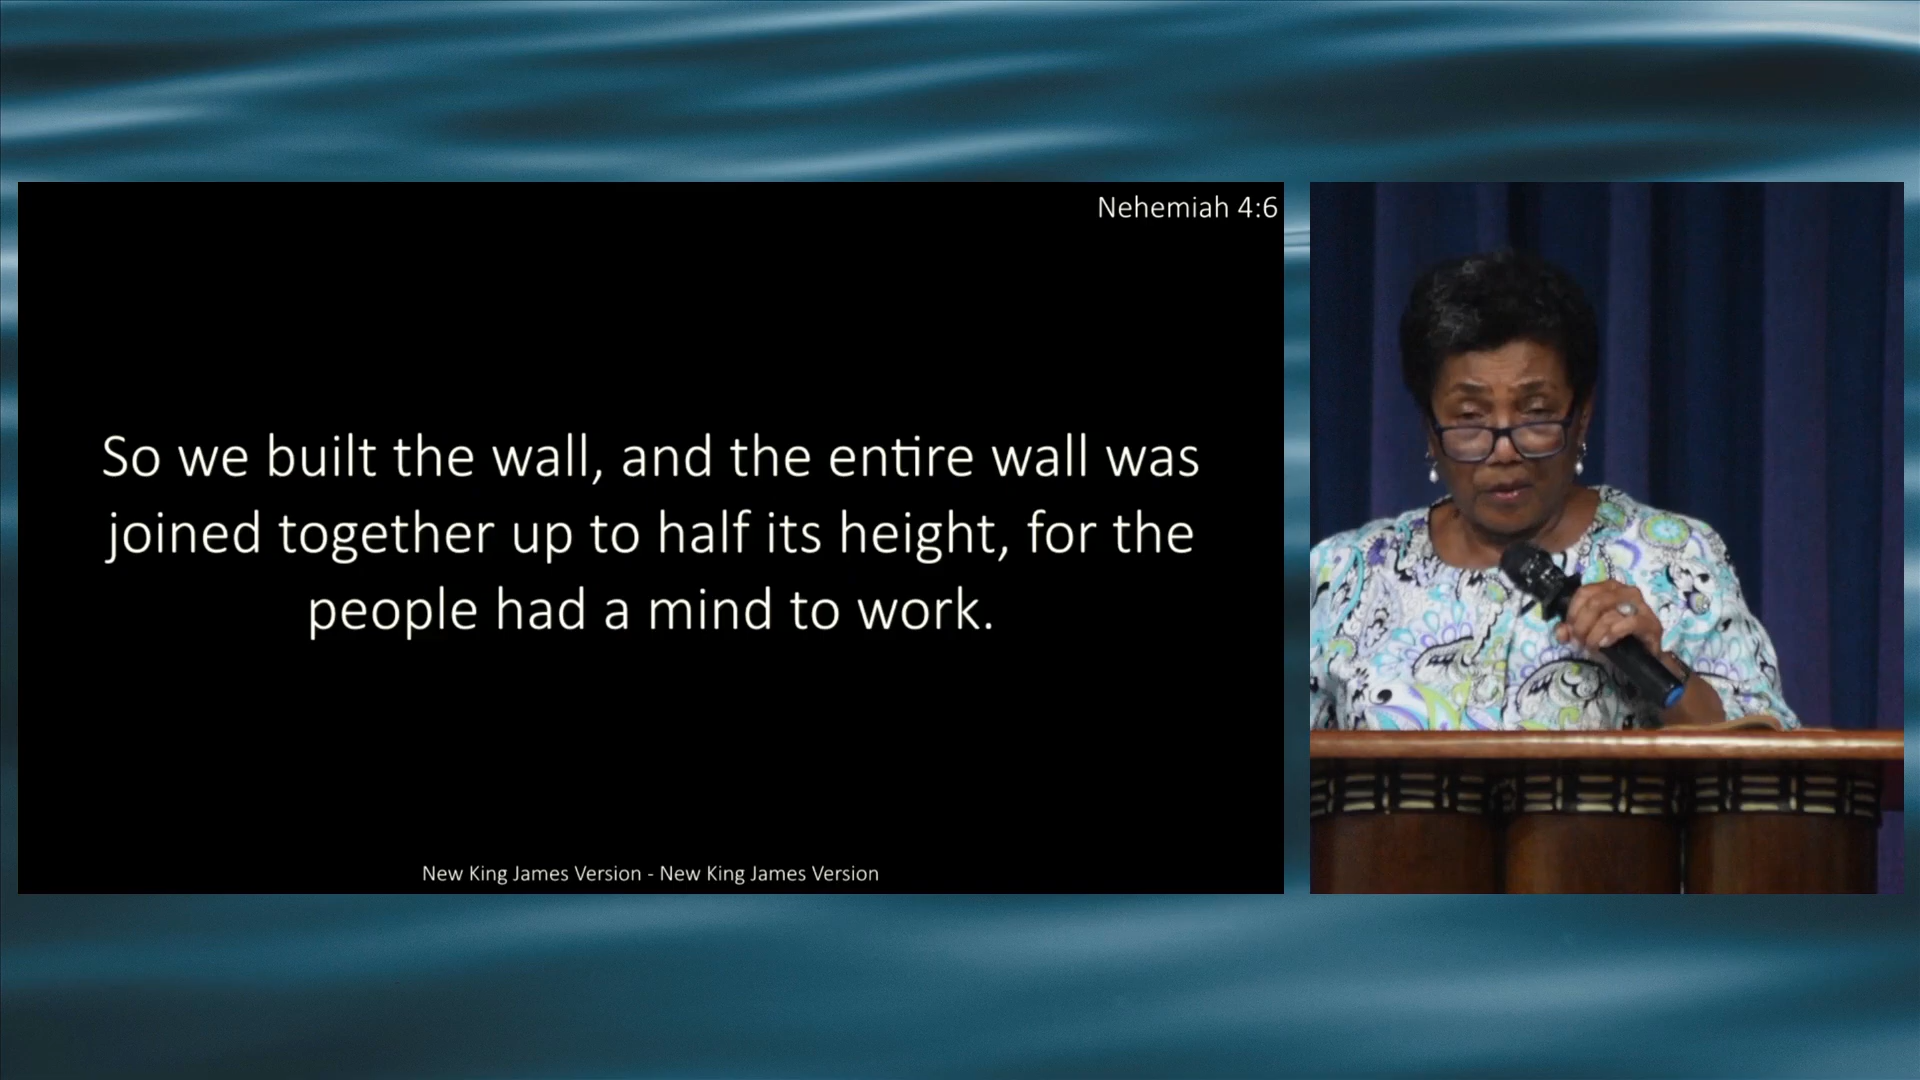 Nehemiah 4:6
So we built the wall, and the entire wall was
joined together up to half its height, for the
people had a mind to work.
New King James Version - New King James Version